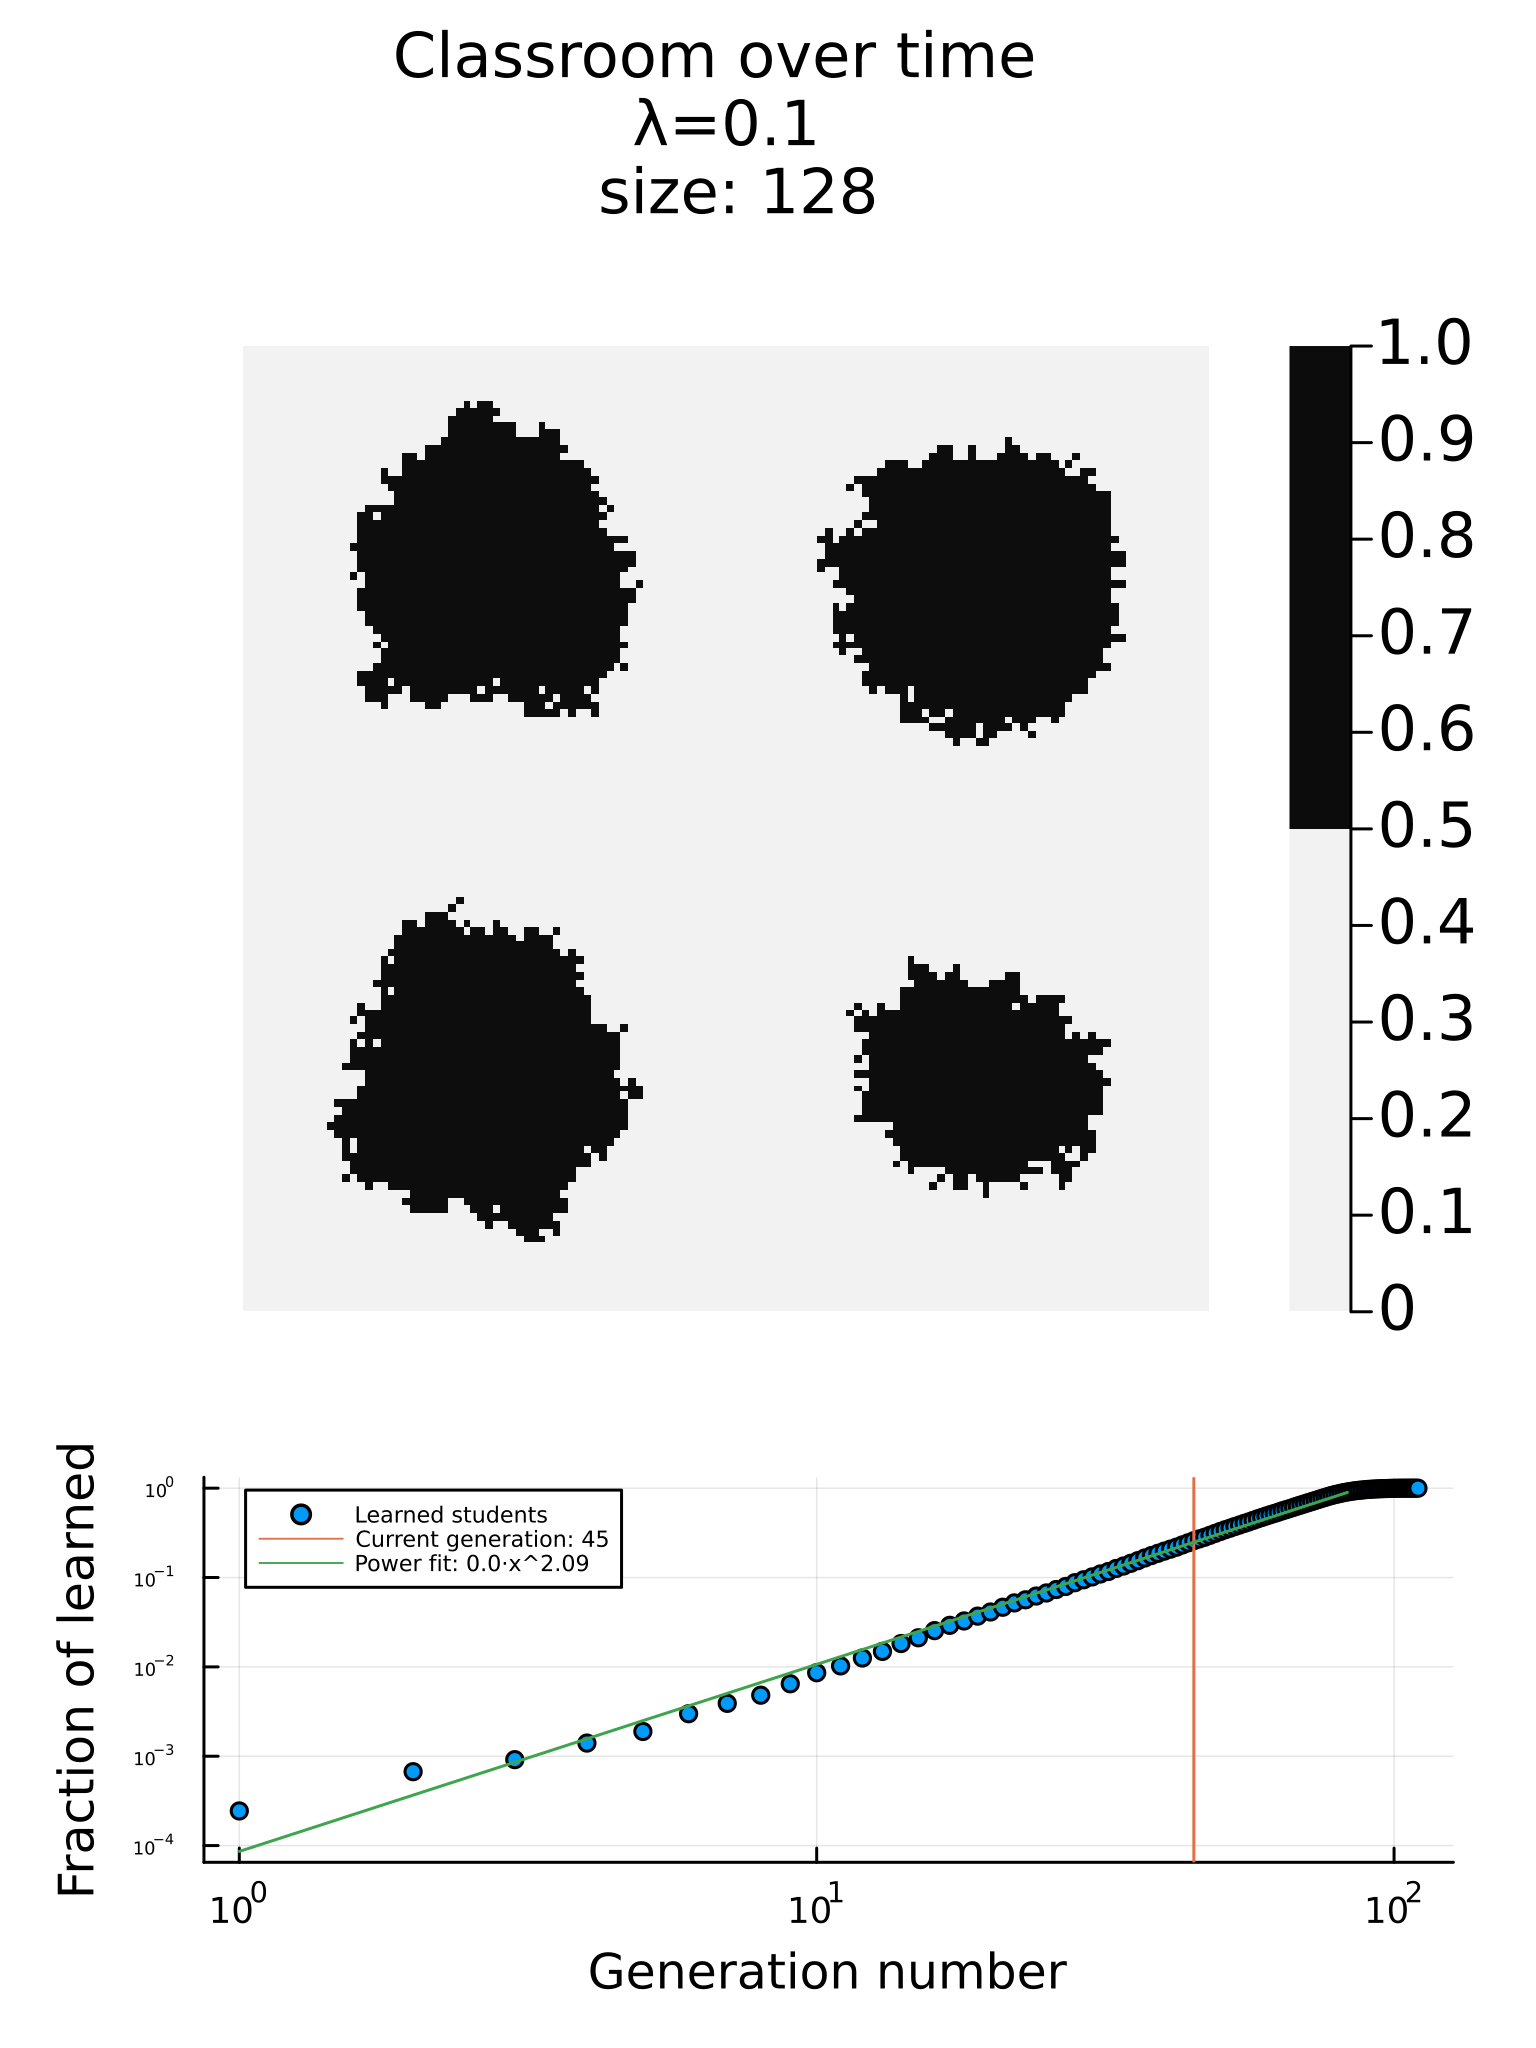 Classroom over time
λ=0.1
size: 128
1.0
0.9
0.8
0.7
0.6
0.5
0.4
0.3
0.2
0.1
0
Fraction of learned
10^0
10^-1
10^-2
10^-3
10^-4
Learned students
Current generation: 45
Power fit: 0.0·x^2.09
10^0 10^1 10^2
Generation number